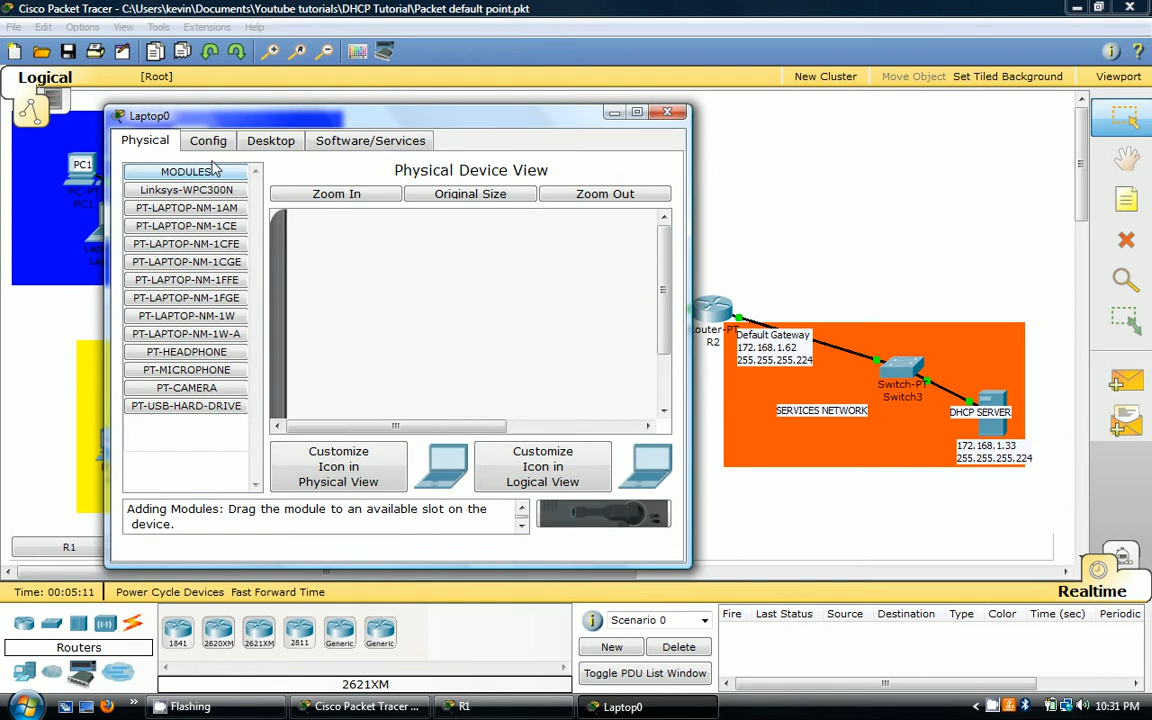 Cisco Packet Tracer - C:\Users\kevin\Documents\Youtube tutorials\DHCP Tutorial\Packet default point.pkt
File Edit Options View Tools Extensions Help
Logical [Root] New Cluster Move Object Set Tiled Background Viewport
Laptop0
Physical Config Desktop Software/Services
MODULES
Linksys-WPC300N
PT-LAPTOP-NM-1AM
PT-LAPTOP-NM-1CE
PT-LAPTOP-NM-1CFE
PT-LAPTOP-NM-1CGE
PT-LAPTOP-NM-1FFE
PT-LAPTOP-NM-1FGE
PT-LAPTOP-NM-1W
PT-LAPTOP-NM-1W-A
PT-HEADPHONE
PT-MICROPHONE
PT-CAMERA
PT-USB-HARD-DRIVE
Physical Device View
Zoom In Original Size Zoom Out
Customize
Icon in
Physical View
Customize
Icon in
Logical View
Adding Modules: Drag the module to an available slot on the
device.
PC1
PC-PT
PC1
R2
Default Gateway
172.168.1.62
255.255.255.224
Switch-PT
Switch3
SERVICES NETWORK
DHCP SERVER
172.168.1.33
255.255.255.224
R1
Time: 00:05:11 Power Cycle Devices Fast Forward Time Realtime
Routers
1841 2620XM 2621XM 2811 Generic Generic
2621XM
Scenario 0
New Delete
Toggle PDU List Window
Fire Last Status Source Destination Type Color Time (sec) Periodic
Flashing Cisco Packet Tracer ... R1 Laptop0 10:31 PM